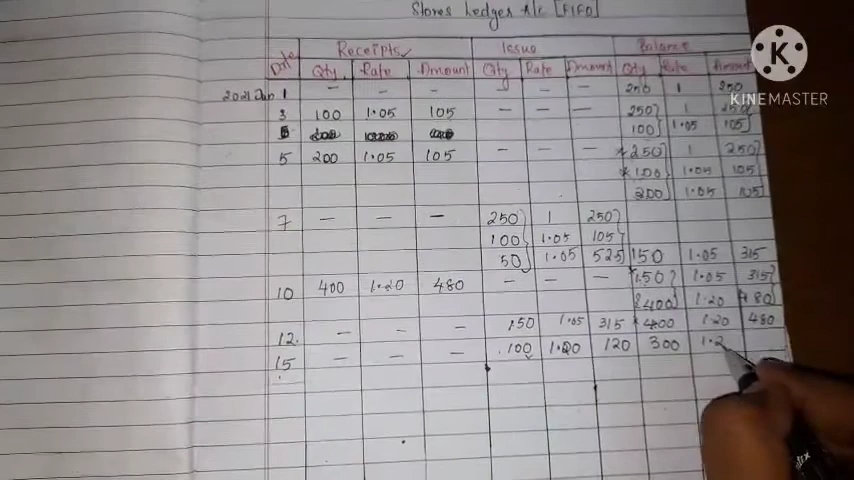 Stores Ledger A/c [FIFO]
Date Receipts Issue Balance
Qty Rate Amount Qty Rate Amount Qty Rate Amount
2021 Jan 1 - - - - - - 250 1 250
3 100 1.05 105 - - - 250 1 250
100 1.05 105
5 200 1.05 105 - - - 250 1 250
100 1.05 105
200 1.05 105
7 - - - 250 1 250
100 1.05 105
50 1.05 525 150 1.05 315
10 400 1.20 480 - - - 150 1.05 315
400 1.20 480
12. - - - 150 1.05 315 400 1.20 480
15 - - - 100 1.20 120 300 1.2
K
KINEMASTER